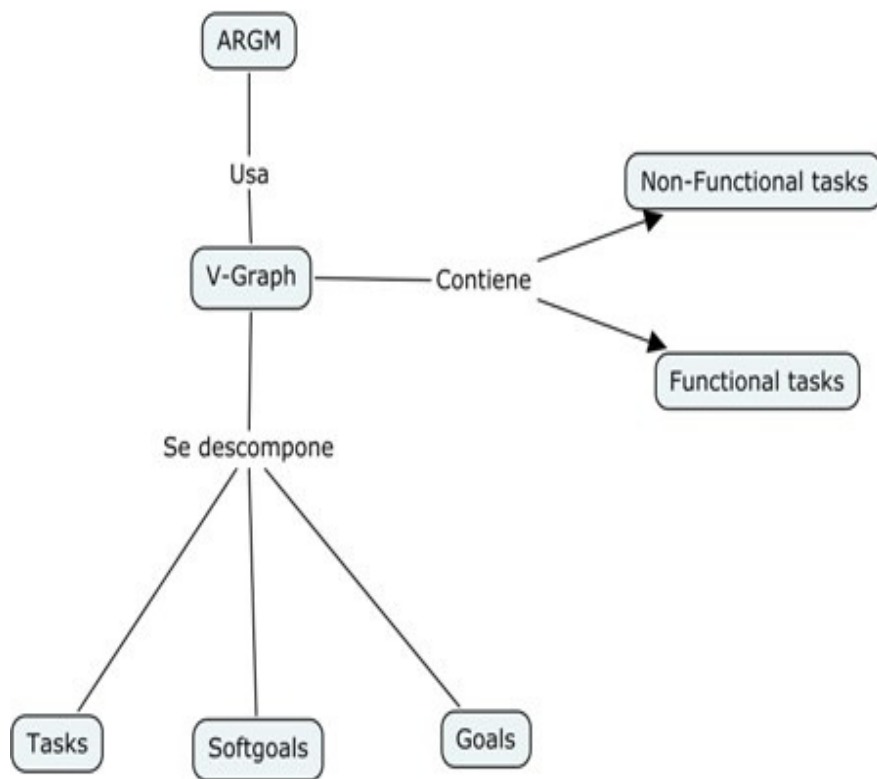 ARGM
Usa
Non-Functional tasks
V-Graph
Contiene
Functional tasks
Se descompone
Tasks
Softgoals
Goals